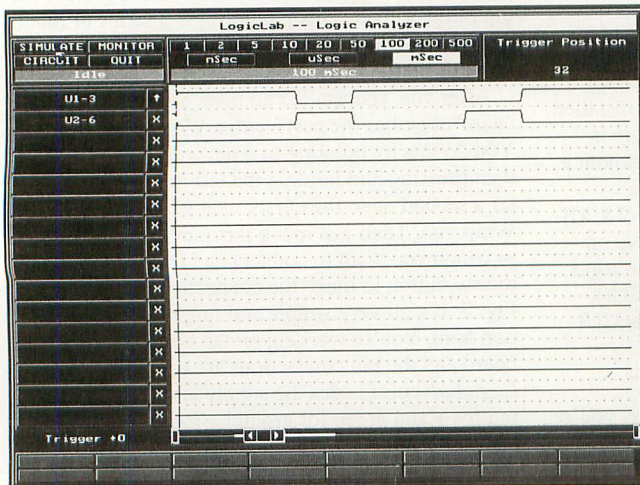 LogicLab -- Logic Analyzer
SIMULATE MONITOR
CIRCUIT QUIT
Idle
1 2 5 10 20 50 100 200 500
nSec uSec mSec
100 mSec
Trigger Position
32
U1-3 ↑
U2-6 X
X
X
X
X
X
X
X
X
X
X
X
X
X
X
Trigger +0